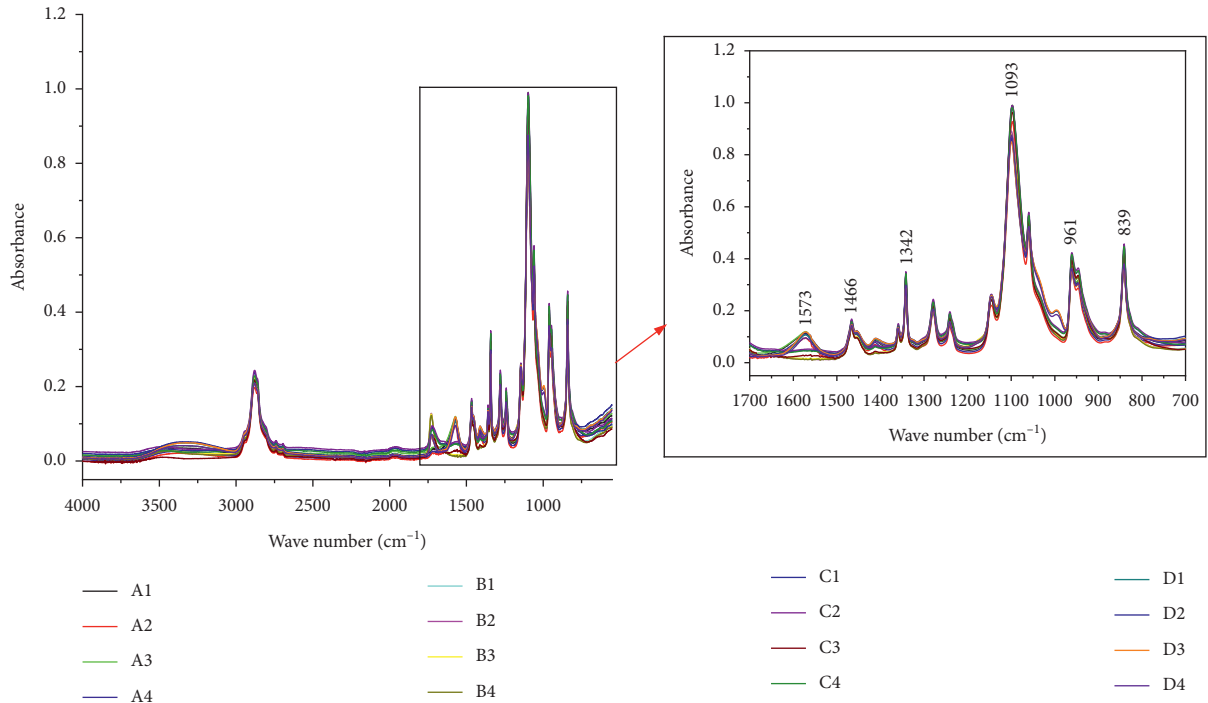 1.2
1.0
0.8
0.6
0.4
0.2
0.0
Absorbance
4000 3500 3000 2500 2000 1500 1000
Wave number (cm⁻¹)
1.2
1.0
0.8
0.6
0.4
0.2
0.0
Absorbance
1573
1466
1342
1093
961
839
1700 1600 1500 1400 1300 1200 1100 1000 900 800 700
Wave number (cm⁻¹)
A1
A2
A3
A4
B1
B2
B3
B4
C1
C2
C3
C4
D1
D2
D3
D4